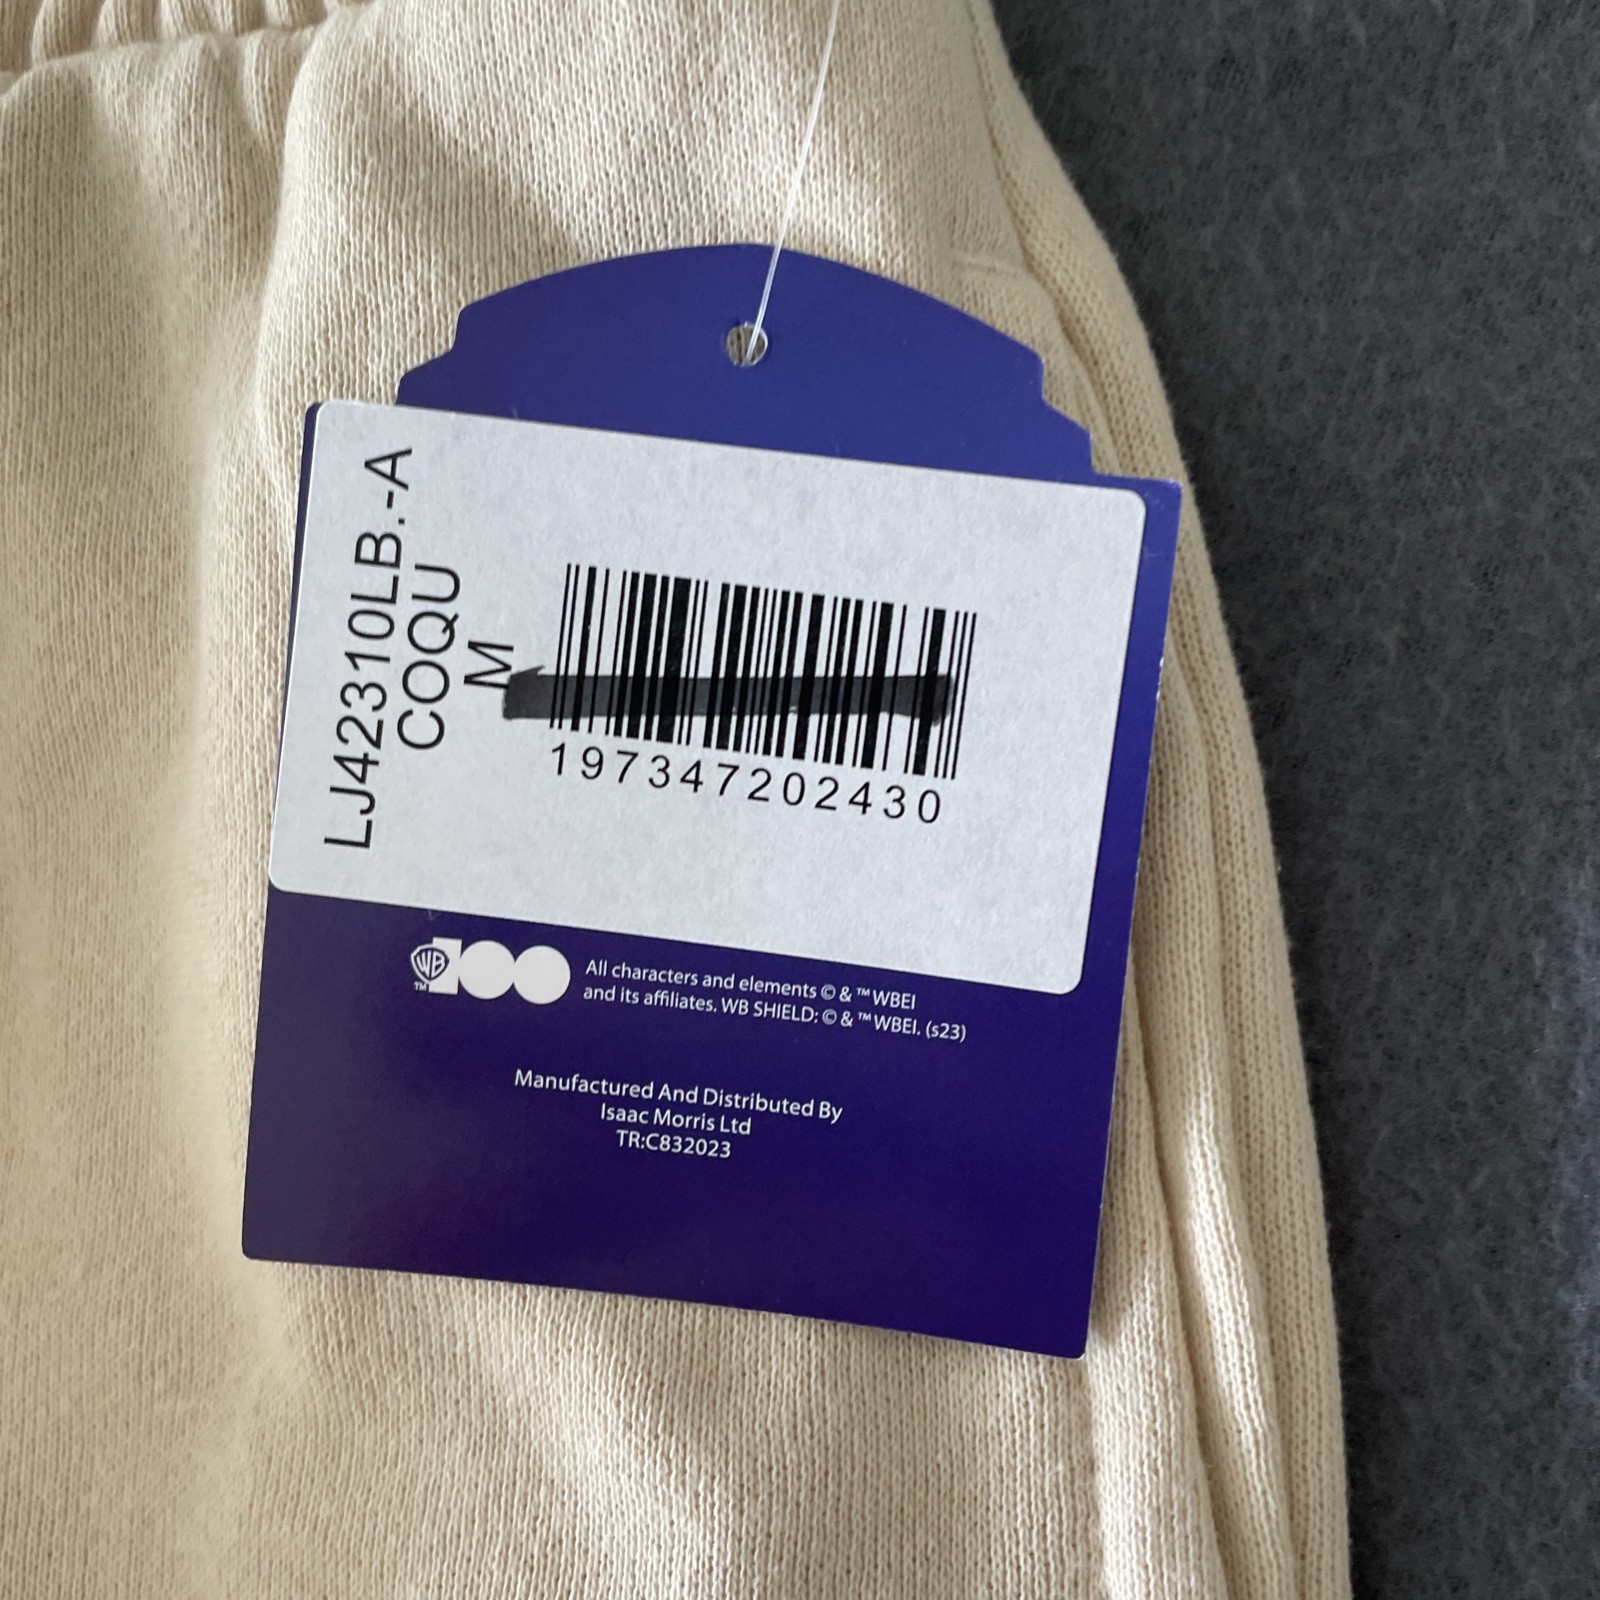 LJ42310LB.-A
COQU
M
197347202430
WB 100
TM
All characters and elements © & ™ WBEI
and its affiliates. WB SHIELD: © & ™ WBEI. (s23)
Manufactured And Distributed By
Isaac Morris Ltd
TR:C832023